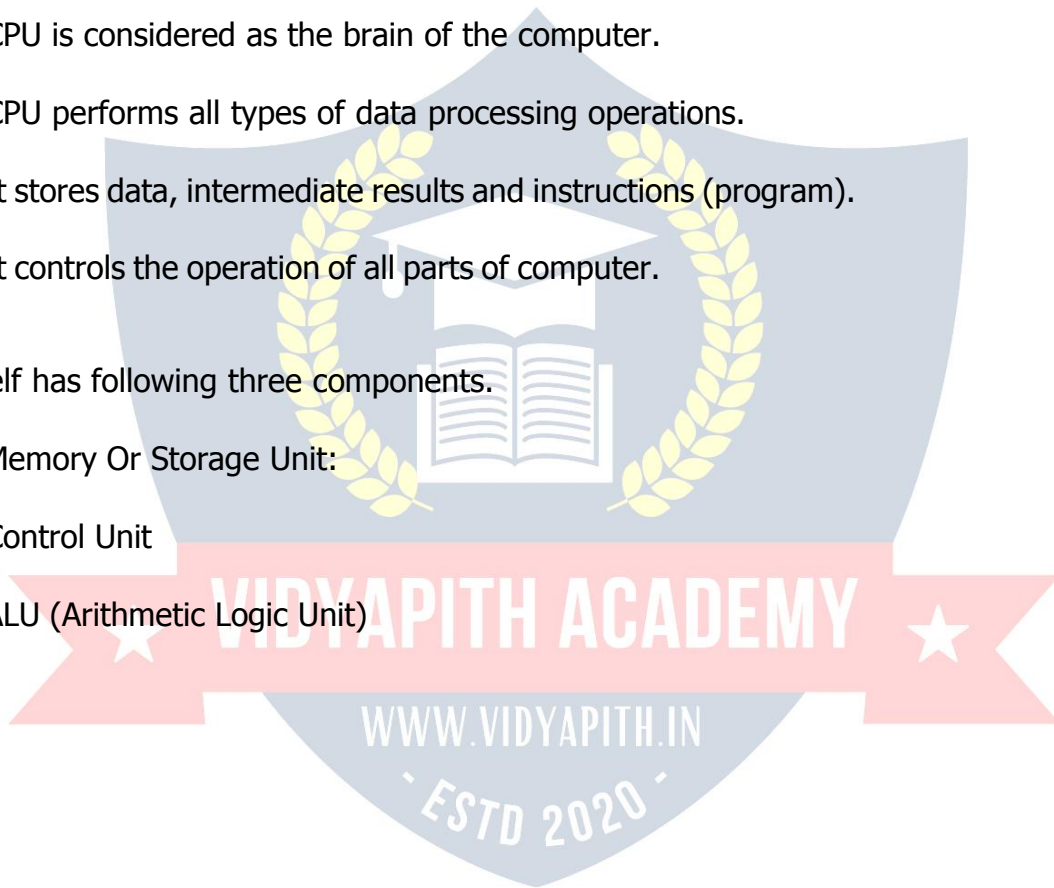 CPU is considered as the brain of the computer.
CPU performs all types of data processing operations.
t stores data, intermediate results and instructions (program).
t controls the operation of all parts of computer.
elf has following three components.
Memory Or Storage Unit:
Control Unit
ALU (Arithmetic Logic Unit)
VIDYAPITH ACADEMY
WWW.VIDYAPITH.IN
- ESTD 2020 -